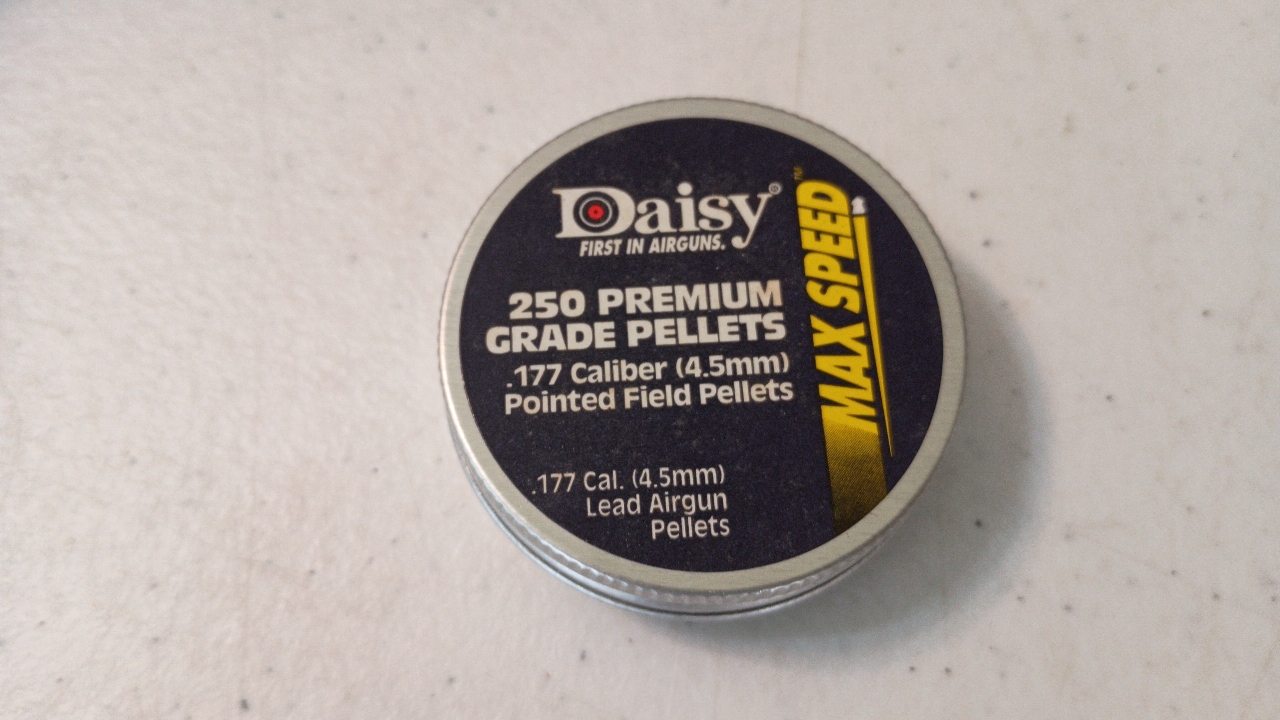 Daisy®
FIRST IN AIRGUNS.
250 PREMIUM
GRADE PELLETS
.177 Caliber (4.5mm)
Pointed Field Pellets
.177 Cal. (4.5mm)
Lead Airgun
Pellets
MAX SPEED™